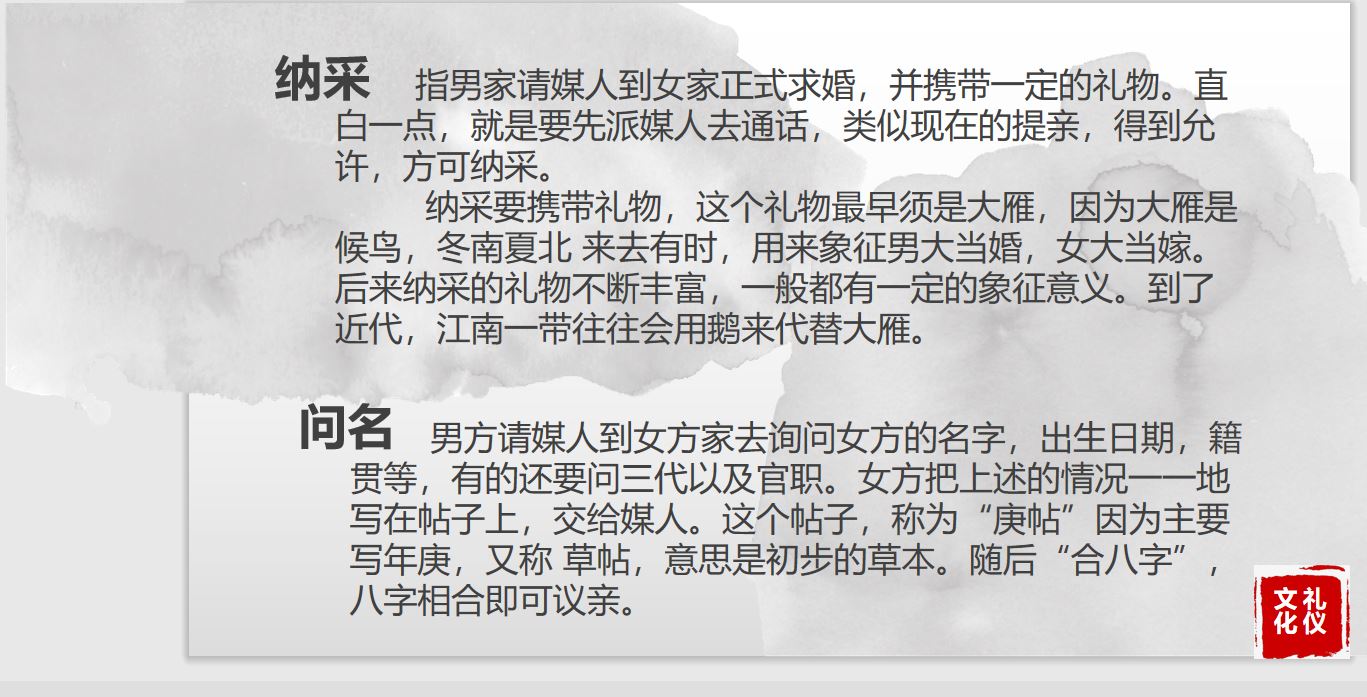 纳采 指男家请媒人到女家正式求婚，并携带一定的礼物。直
白一点，就是要先派媒人去通话，类似现在的提亲，得到允
许，方可纳采。
纳采要携带礼物，这个礼物最早须是大雁，因为大雁是
候鸟，冬南夏北 来去有时，用来象征男大当婚，女大当嫁。
后来纳采的礼物不断丰富，一般都有一定的象征意义。到了
近代，江南一带往往会用鹅来代替大雁。
问名 男方请媒人到女方家去询问女方的名字，出生日期，籍
贯等，有的还要问三代以及官职。女方把上述的情况一一地
写在帖子上，交给媒人。这个帖子，称为“庚帖”因为主要
写年庚，又称 草帖，意思是初步的草本。随后“合八字”，
八字相合即可议亲。
礼仪
文化